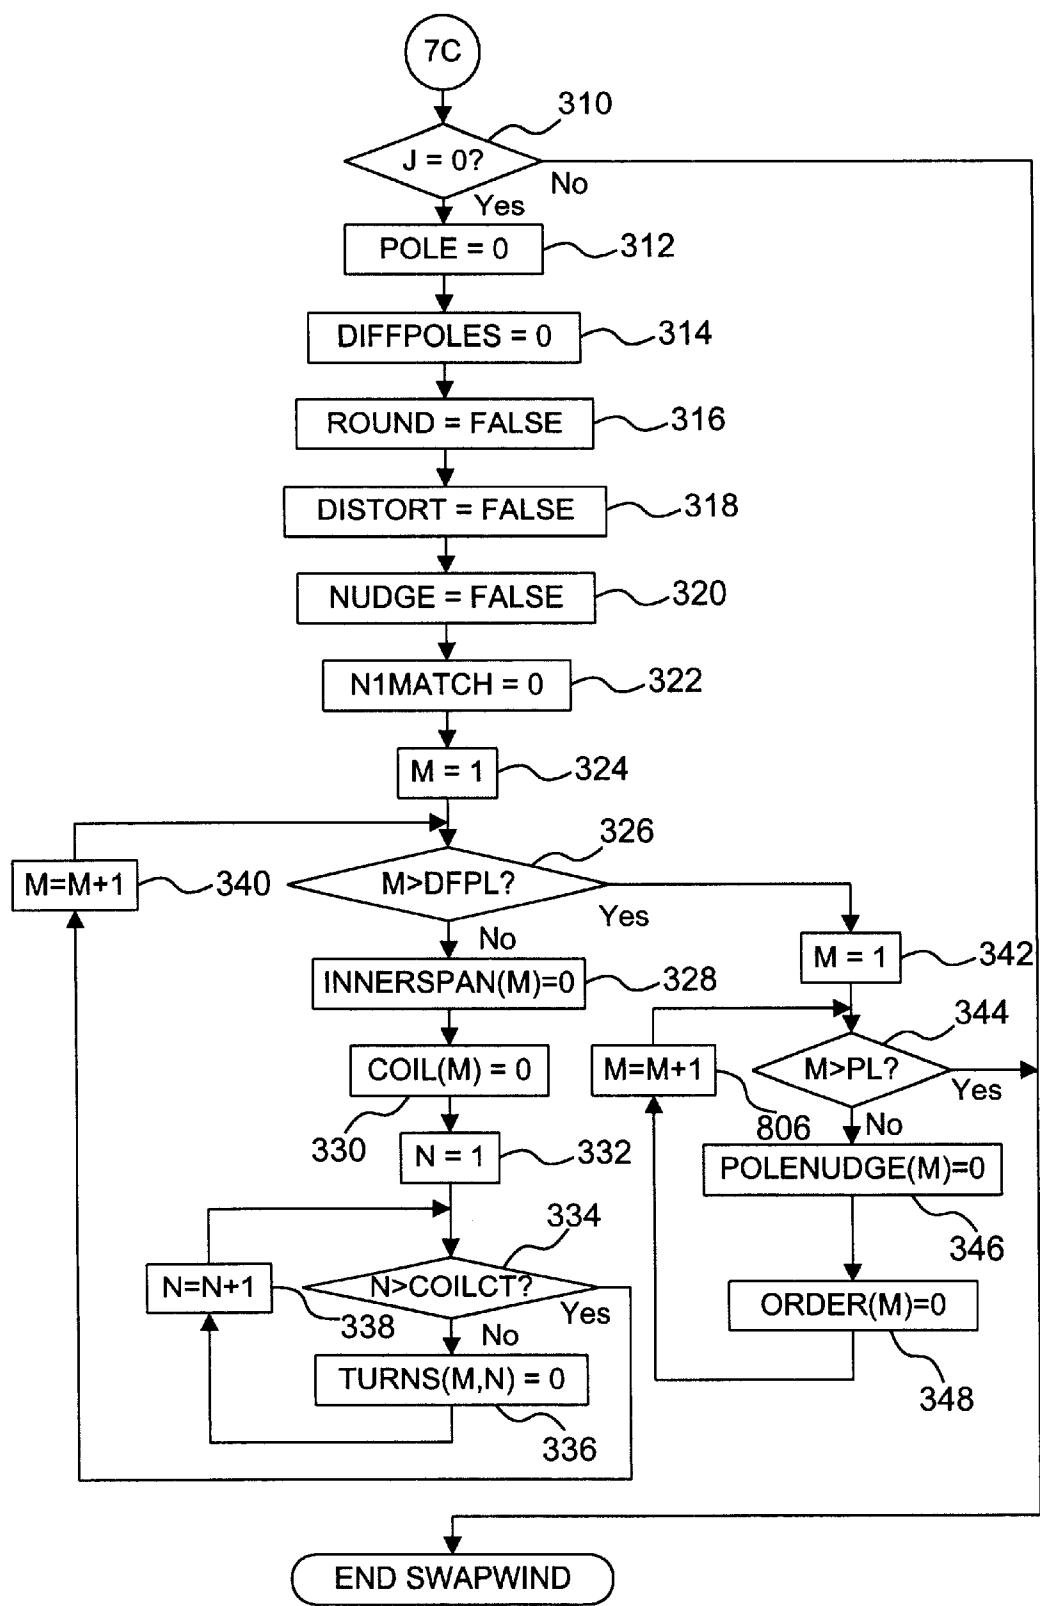 7C
310
J = 0?
No
Yes
POLE = 0
312
DIFFPOLES = 0
314
ROUND = FALSE
316
DISTORT = FALSE
318
NUDGE = FALSE
320
N1MATCH = 0
322
M = 1
324
326
M=M+1
340
M>DFPL?
Yes
No
M = 1
342
INNERSPAN(M)=0
328
344
COIL(M) = 0
M=M+1
M>PL?
Yes
330
806
No
N = 1
332
POLENUDGE(M)=0
334
346
N=N+1
N>COILCT?
Yes
338
ORDER(M)=0
No
TURNS(M,N) = 0
348
336
END SWAPWIND